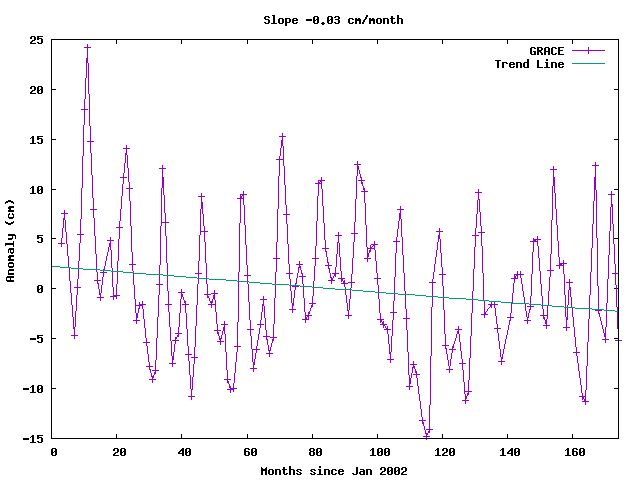 Slope -0.03 cm/month
GRACE
Trend Line
25
20
15
10
5
0
-5
-10
-15
Anomaly (cm)
0 20 40 60 80 100 120 140 160
Months since Jan 2002